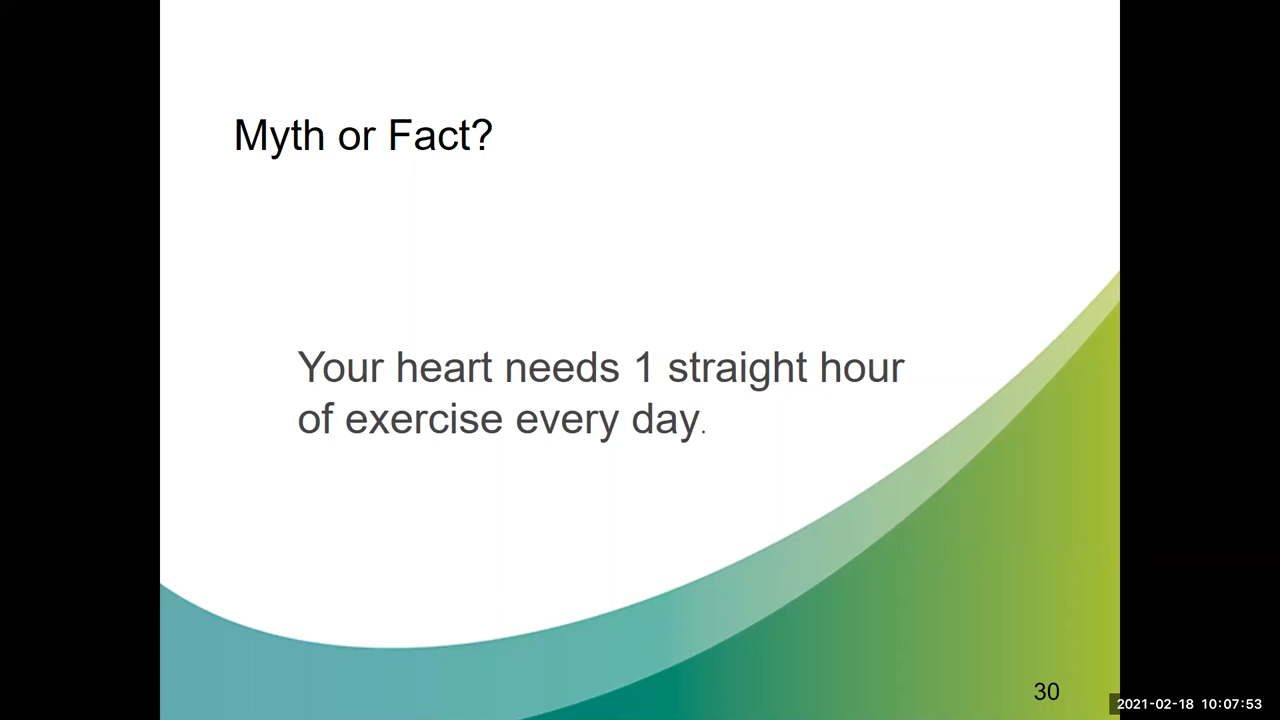 Myth or Fact?
Your heart needs 1 straight hour
of exercise every day.
30
2021-02-18 10:07:53